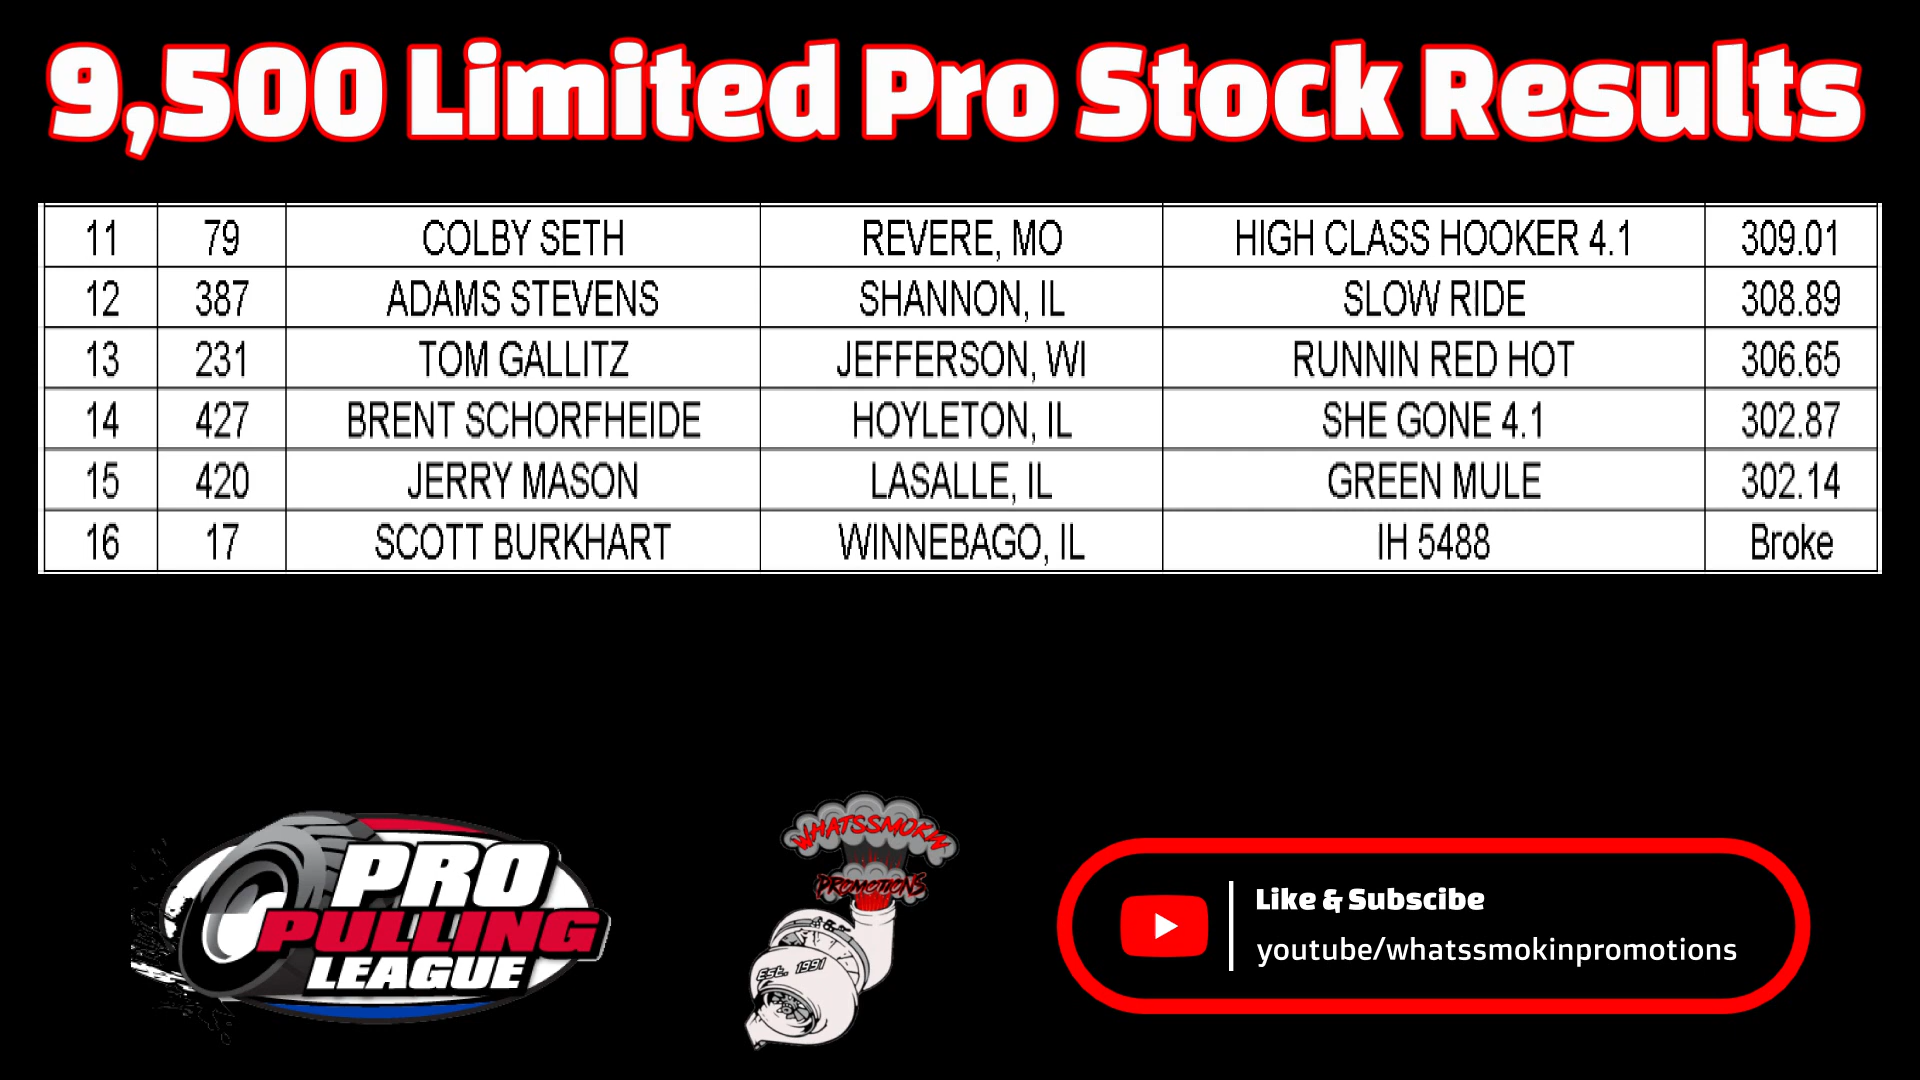 9,500 Limited Pro Stock Results
11 79 COLBY SETH REVERE, MO HIGH CLASS HOOKER 4.1 309.01
12 387 ADAMS STEVENS SHANNON, IL SLOW RIDE 308.89
13 231 TOM GALLITZ JEFFERSON, WI RUNNIN RED HOT 306.65
14 427 BRENT SCHORFHEIDE HOYLETON, IL SHE GONE 4.1 302.87
15 420 JERRY MASON LASALLE, IL GREEN MULE 302.14
16 17 SCOTT BURKHART WINNEBAGO, IL IH 5488 Broke
PRO
PULLING
LEAGUE
WHATSSMOKIN
PROMOTIONS
EST. 1991
Like & Subscibe
youtube/whatssmokinpromotions